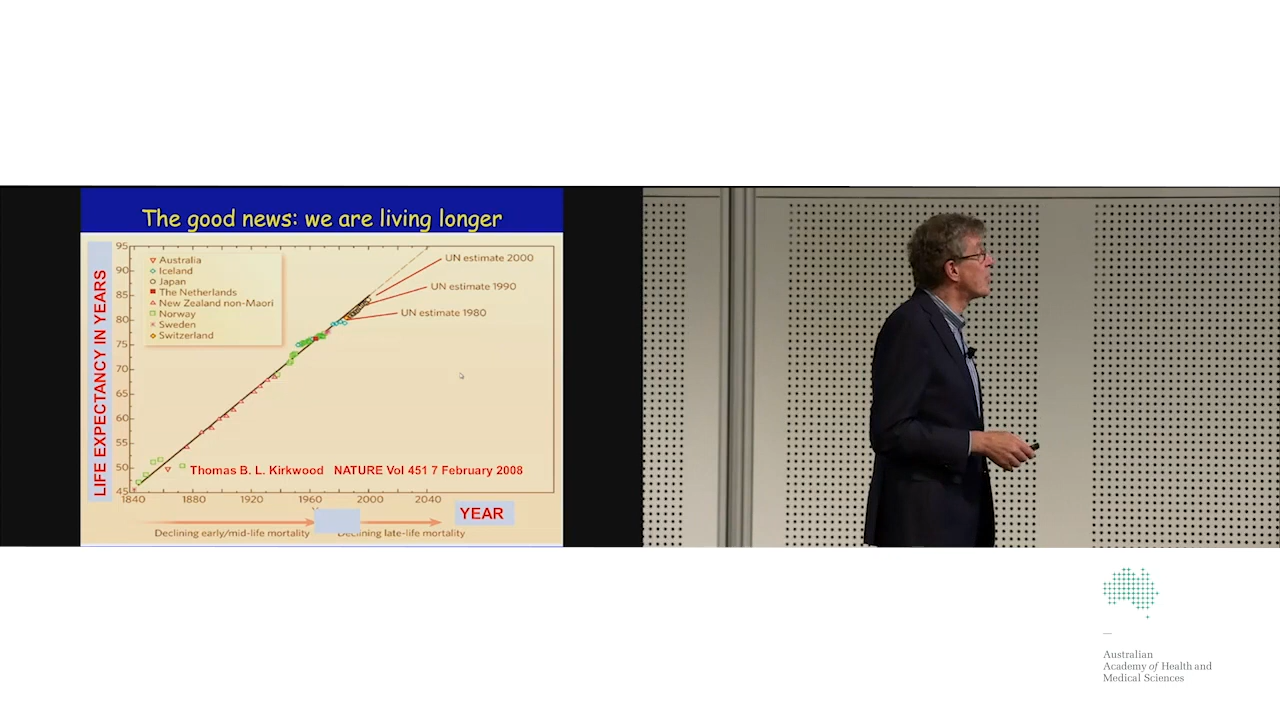 The good news: we are living longer
LIFE EXPECTANCY IN YEARS
95
90
85
80
75
70
65
60
55
50
45
Australia
Iceland
Japan
The Netherlands
New Zealand non-Maori
Norway
Sweden
Switzerland
UN estimate 2000
UN estimate 1990
UN estimate 1980
Thomas B. L. Kirkwood NATURE Vol 451 7 February 2008
1840 1880 1920 1960 2000 2040
YEAR
Declining early/mid-life mortality
Declining late-life mortality
Australian
Academy of Health and
Medical Sciences